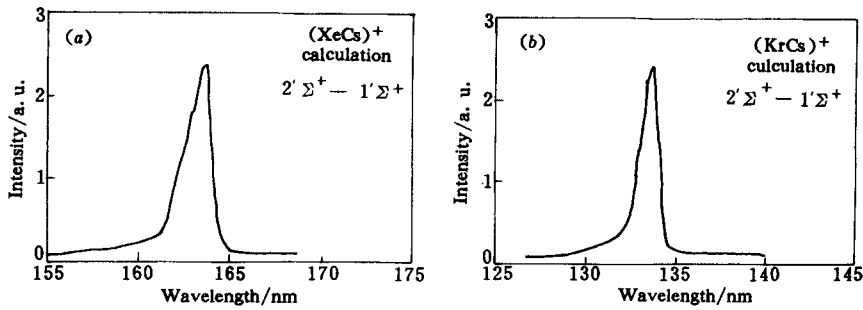 (a)
(XeCs)+
calculation
2′Σ+ — 1′Σ+
Intensity/a. u.
3
2
1
0
155 160 165 170 175
Wavelength/nm
(b)
(KrCs)+
culculation
2′Σ+ — 1′Σ+
Intensity/a. u.
3
2
1
0
125 130 135 140 145
Wavelength/nm